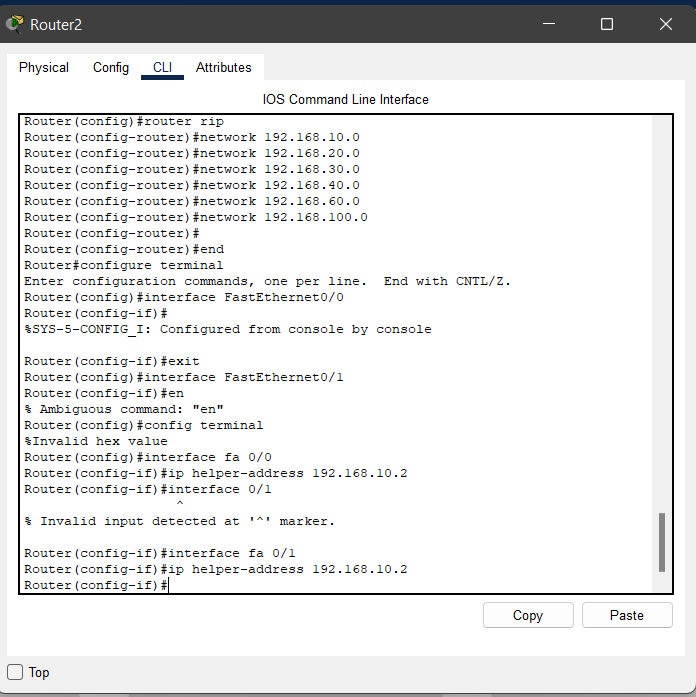 Router2
Physical Config CLI Attributes
IOS Command Line Interface
Router(config)#router rip
Router(config-router)#network 192.168.10.0
Router(config-router)#network 192.168.20.0
Router(config-router)#network 192.168.30.0
Router(config-router)#network 192.168.40.0
Router(config-router)#network 192.168.60.0
Router(config-router)#network 192.168.100.0
Router(config-router)#
Router(config-router)#end
Router#configure terminal
Enter configuration commands, one per line.  End with CNTL/Z.
Router(config)#interface FastEthernet0/0
Router(config-if)#
%SYS-5-CONFIG_I: Configured from console by console
Router(config-if)#exit
Router(config)#interface FastEthernet0/1
Router(config-if)#en
% Ambiguous command: "en"
Router(config)#config terminal
%Invalid hex value
Router(config)#interface fa 0/0
Router(config-if)#ip helper-address 192.168.10.2
Router(config-if)#interface 0/1
^
% Invalid input detected at '^' marker.
Router(config-if)#interface fa 0/1
Router(config-if)#ip helper-address 192.168.10.2
Router(config-if)#
Copy Paste
Top